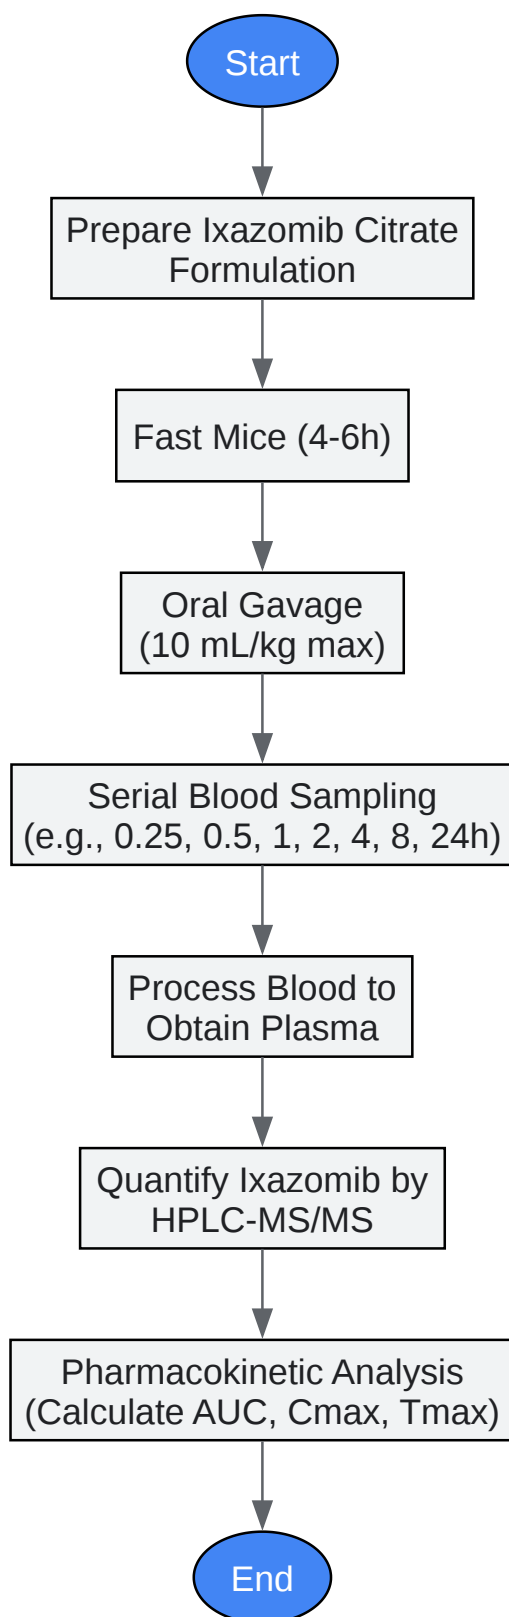 Start
Prepare Ixazomib Citrate
Formulation
Fast Mice (4-6h)
Oral Gavage
(10 mL/kg max)
Serial Blood Sampling
(e.g., 0.25, 0.5, 1, 2, 4, 8, 24h)
Process Blood to
Obtain Plasma
Quantify Ixazomib by
HPLC-MS/MS
Pharmacokinetic Analysis
(Calculate AUC, Cmax, Tmax)
End